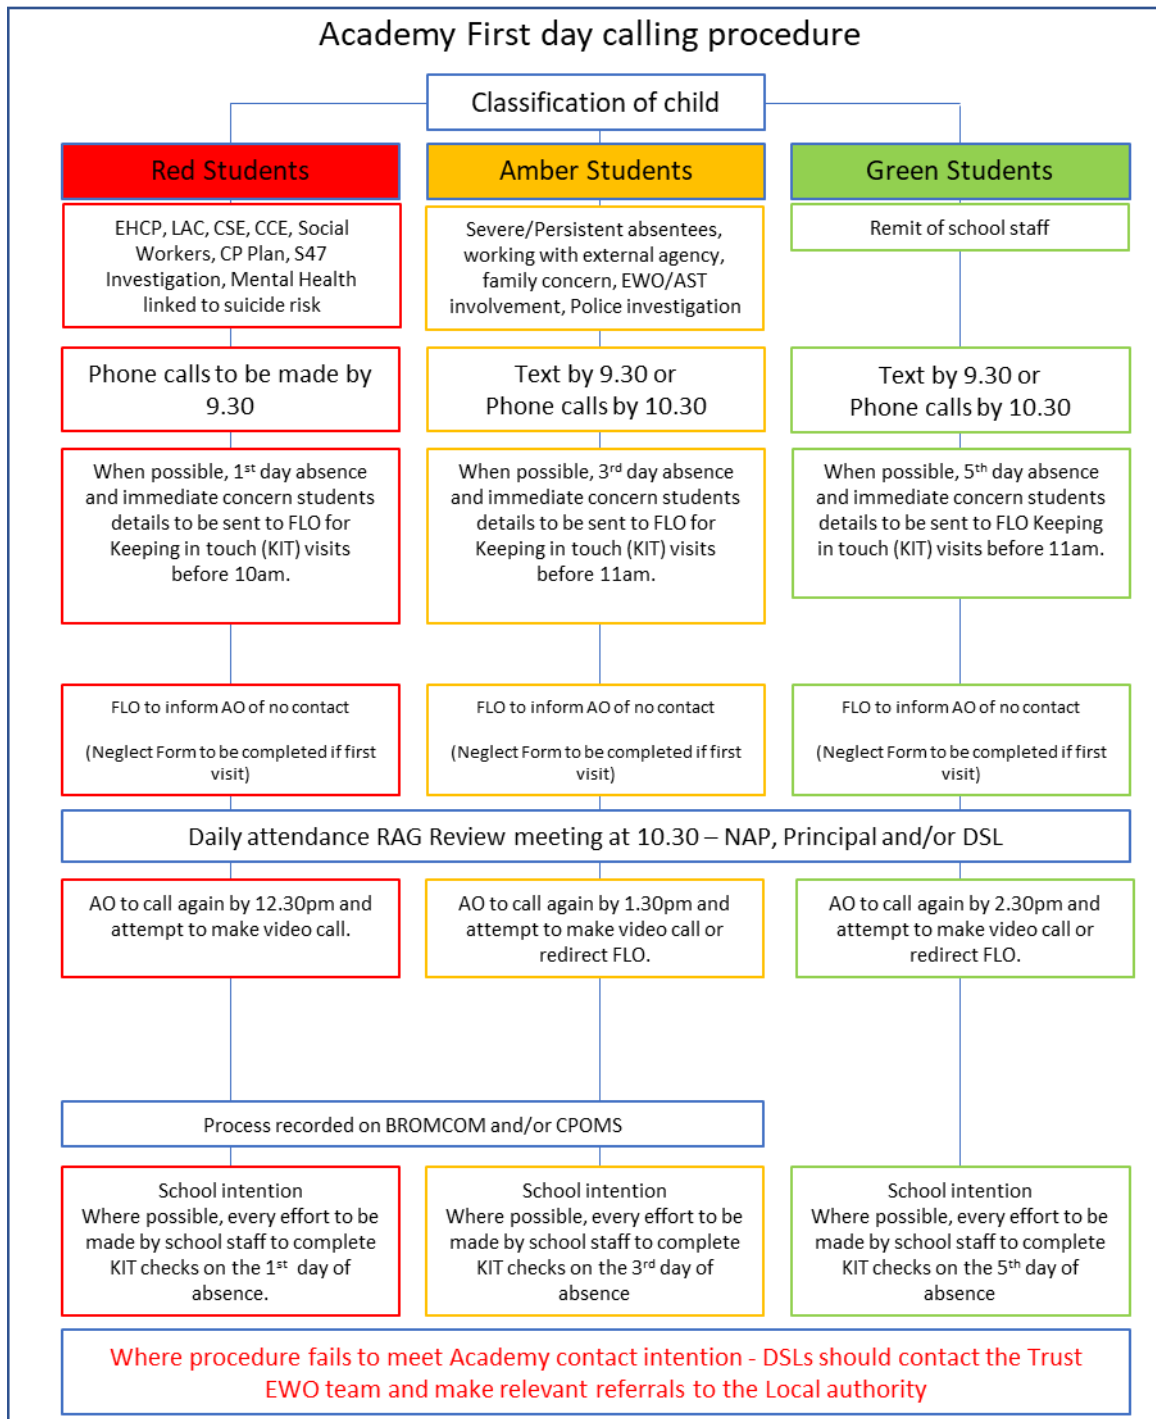 Academy First day calling procedure
Classification of child
Red Students
Amber Students
Green Students
EHCP, LAC, CSE, CCE, Social
Workers, CP Plan, S47
Investigation, Mental Health
linked to suicide risk
Severe/Persistent absentees,
working with external agency,
family concern, EWO/AST
involvement, Police investigation
Remit of school staff
Phone calls to be made by
9.30
Text by 9.30 or
Phone calls by 10.30
Text by 9.30 or
Phone calls by 10.30
When possible, 1st day absence
and immediate concern students
details to be sent to FLO for
Keeping in touch (KIT) visits
before 10am.
When possible, 3rd day absence
and immediate concern students
details to be sent to FLO for
Keeping in touch (KIT) visits
before 11am.
When possible, 5th day absence
and immediate concern students
details to be sent to FLO Keeping
in touch (KIT) visits before 11am.
FLO to inform AO of no contact
(Neglect Form to be completed if first
visit)
FLO to inform AO of no contact
(Neglect Form to be completed if first
visit)
FLO to inform AO of no contact
(Neglect Form to be completed if first
visit)
Daily attendance RAG Review meeting at 10.30 – NAP, Principal and/or DSL
AO to call again by 12.30pm and
attempt to make video call.
AO to call again by 1.30pm and
attempt to make video call or
redirect FLO.
AO to call again by 2.30pm and
attempt to make video call or
redirect FLO.
Process recorded on BROMCOM and/or CPOMS
School intention
Where possible, every effort to be
made by school staff to complete
KIT checks on the 1st day of
absence.
School intention
Where possible, every effort to be
made by school staff to complete
KIT checks on the 3rd day of
absence
School intention
Where possible, every effort to be
made by school staff to complete
KIT checks on the 5th day of
absence
Where procedure fails to meet Academy contact intention - DSLs should contact the Trust
EWO team and make relevant referrals to the Local authority